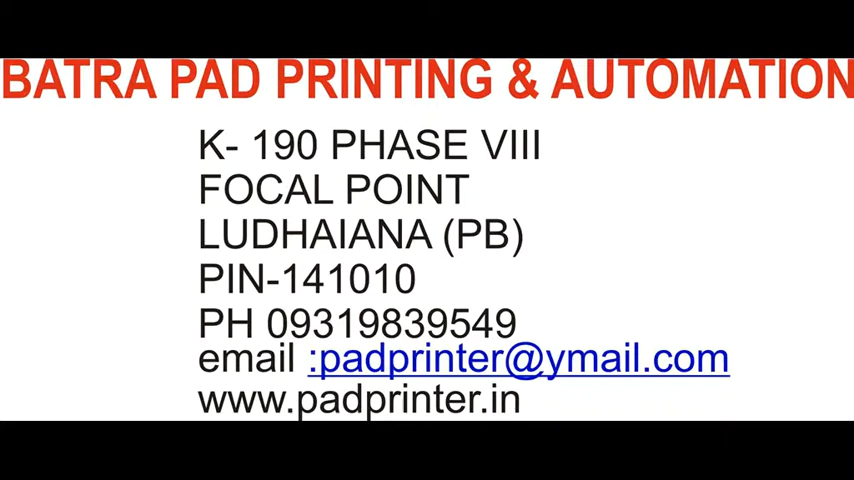 BATRA PAD PRINTING & AUTOMATION
K- 190 PHASE VIII
FOCAL POINT
LUDHAIANA (PB)
PIN-141010
PH 09319839549
email :padprinter@ymail.com
www.padprinter.in